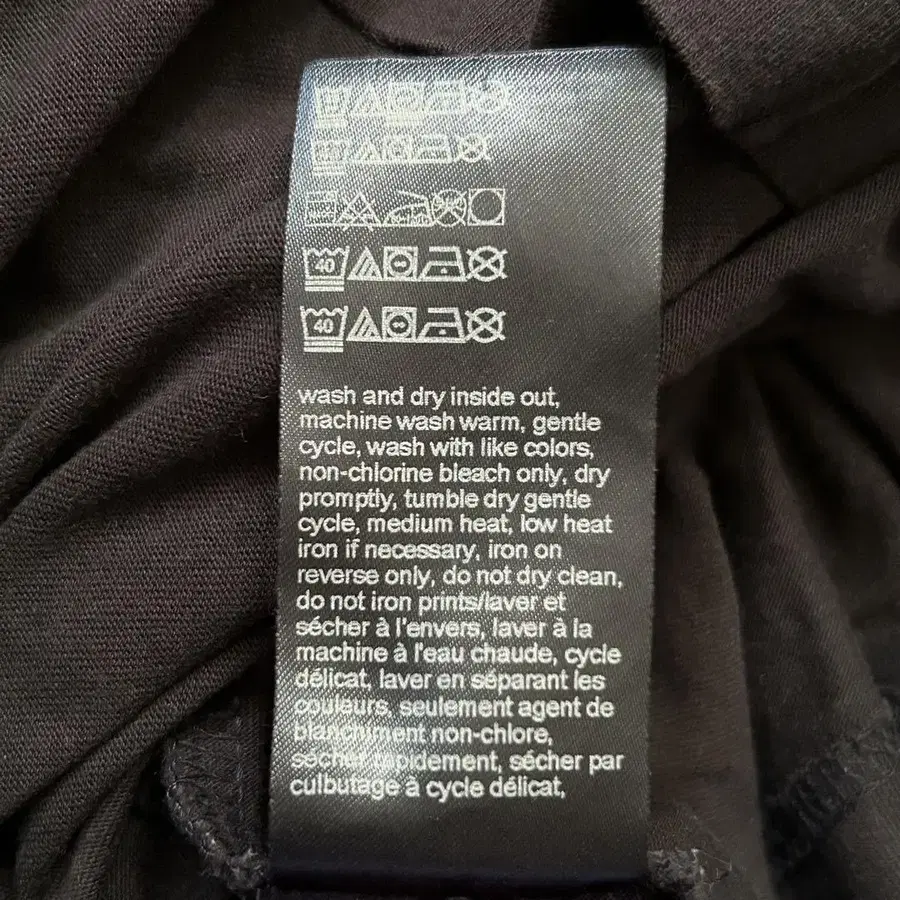 40
40
wash and dry inside out,
machine wash warm, gentle
cycle, wash with like colors,
non-chlorine bleach only, dry
promptly, tumble dry gentle
cycle, medium heat, low heat
iron if necessary, iron on
reverse only, do not dry clean,
do not iron prints/laver et
sécher à l'envers, laver à la
machine à l'eau chaude, cycle
délicat, laver en séparant les
couleurs, seulement agent de
blanchiment non-chlore,
sécher rapidement, sécher par
culbutage à cycle délicat,